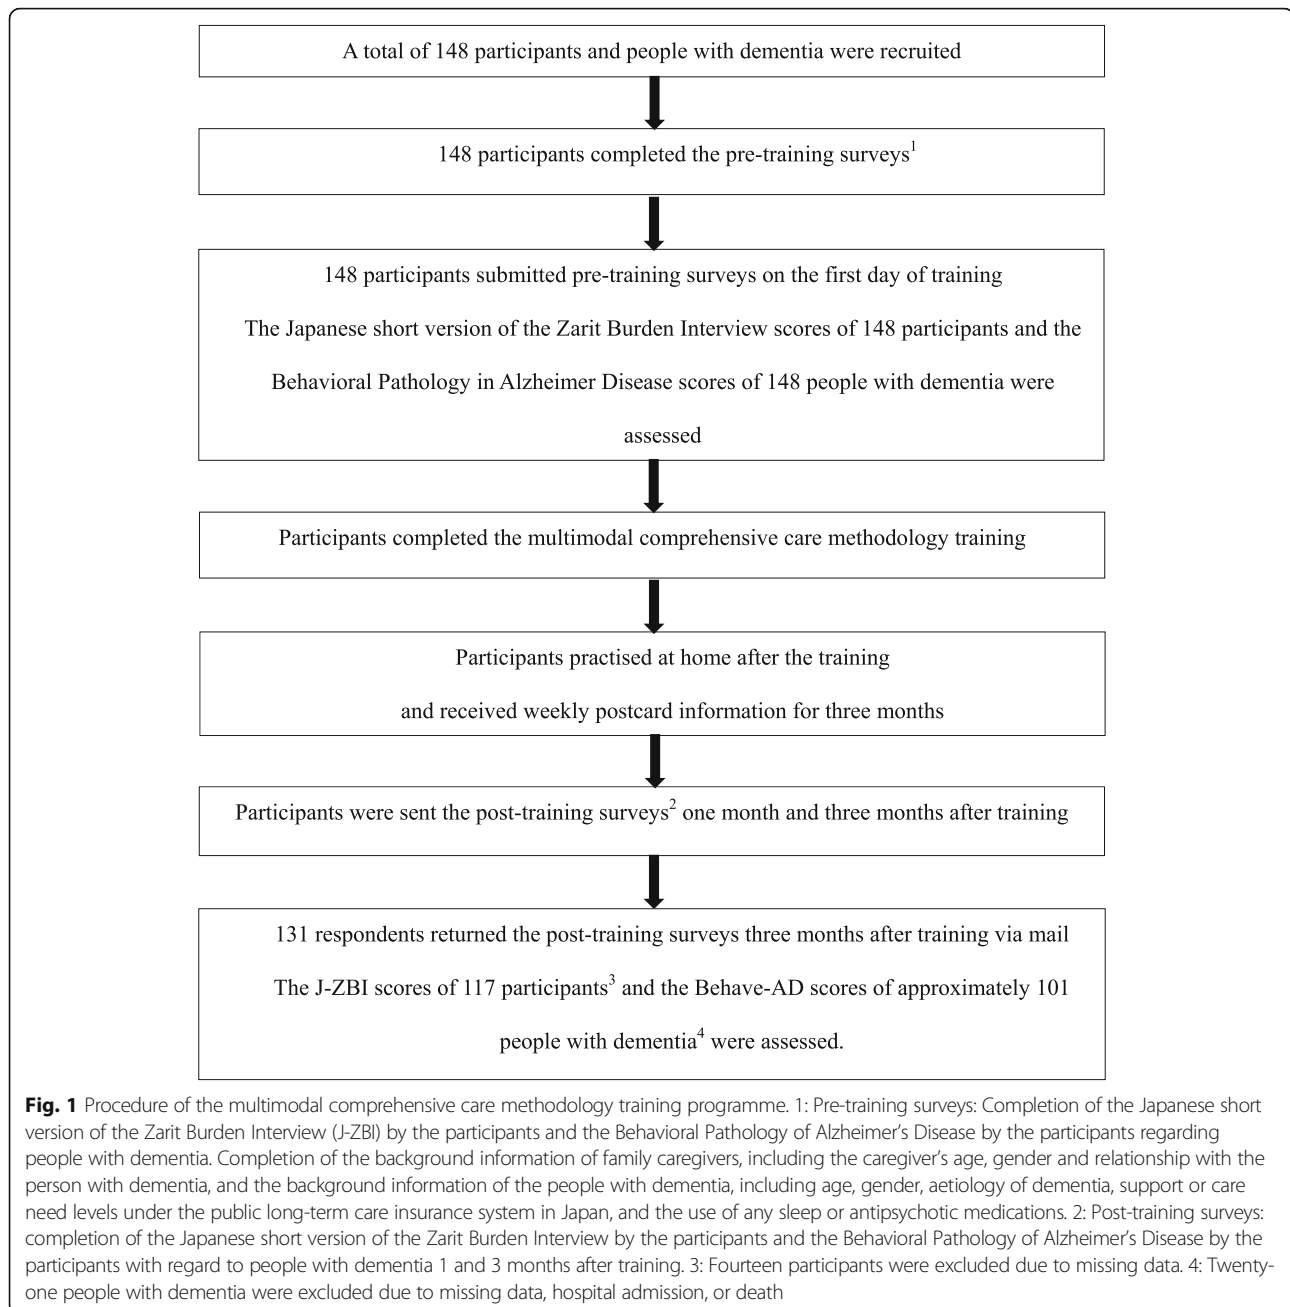 A total of 148 participants and people with dementia were recruited
148 participants completed the pre-training surveys1
148 participants submitted pre-training surveys on the first day of training
The Japanese short version of the Zarit Burden Interview scores of 148 participants and the
Behavioral Pathology in Alzheimer Disease scores of 148 people with dementia were
assessed
Participants completed the multimodal comprehensive care methodology training
Participants practised at home after the training
and received weekly postcard information for three months
Participants were sent the post-training surveys2 one month and three months after training
131 respondents returned the post-training surveys three months after training via mail
The J-ZBI scores of 117 participants3 and the Behave-AD scores of approximately 101
people with dementia4 were assessed.
Fig. 1 Procedure of the multimodal comprehensive care methodology training programme. 1: Pre-training surveys: Completion of the Japanese short
version of the Zarit Burden Interview (J-ZBI) by the participants and the Behavioral Pathology of Alzheimer's Disease by the participants regarding
people with dementia. Completion of the background information of family caregivers, including the caregiver's age, gender and relationship with the
person with dementia, and the background information of the people with dementia, including age, gender, aetiology of dementia, support or care
need levels under the public long-term care insurance system in Japan, and the use of any sleep or antipsychotic medications. 2: Post-training surveys:
completion of the Japanese short version of the Zarit Burden Interview by the participants and the Behavioral Pathology of Alzheimer's Disease by the
participants with regard to people with dementia 1 and 3 months after training. 3: Fourteen participants were excluded due to missing data. 4: Twenty-
one people with dementia were excluded due to missing data, hospital admission, or death